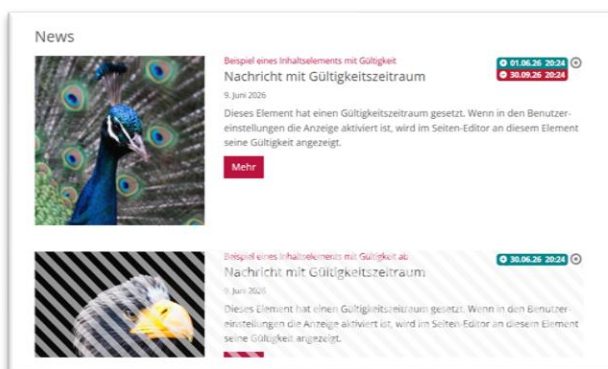 News
Beispiel eines Inhaltselements mit Gültigkeit
01.06.26 20:24
Nachricht mit Gültigkeitszeitraum
30.09.26 20:24
9. Juni 2026
Dieses Element hat einen Gültigkeitszeitraum gesetzt. Wenn in den Benutzer-
einstellungen die Anzeige aktiviert ist, wird im Seiten-Editor an diesem Element
seine Gültigkeit angezeigt.
Mehr
Beispiel eines Inhaltselements mit Gültigkeit ab
30.06.26 20:24
Nachricht mit Gültigkeitszeitraum
9. Juni 2026
Dieses Element hat einen Gültigkeitszeitraum gesetzt. Wenn in den Benutzer-
einstellungen die Anzeige aktiviert ist, wird im Seiten-Editor an diesem Element
seine Gültigkeit angezeigt.